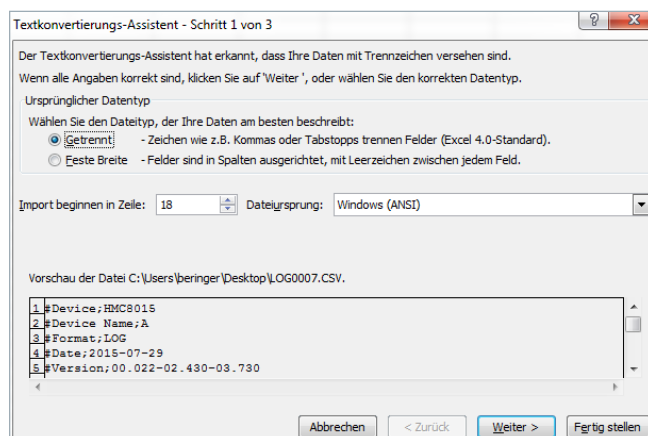 Textkonvertierungs-Assistent - Schritt 1 von 3
Der Textkonvertierungs-Assistent hat erkannt, dass Ihre Daten mit Trennzeichen versehen sind.
Wenn alle Angaben korrekt sind, klicken Sie auf 'Weiter ', oder wählen Sie den korrekten Datentyp.
Ursprünglicher Datentyp
Wählen Sie den Dateityp, der Ihre Daten am besten beschreibt:
Getrennt - Zeichen wie z.B. Kommas oder Tabstopps trennen Felder (Excel 4.0-Standard).
Feste Breite - Felder sind in Spalten ausgerichtet, mit Leerzeichen zwischen jedem Feld.
Import beginnen in Zeile: 18 Dateiursprung: Windows (ANSI)
Vorschau der Datei C:\Users\beringer\Desktop\LOG0007.CSV.
1 #Device;HMC8015
2 #Device Name;A
3 #Format;LOG
4 #Date;2015-07-29
5 #Version;00.022-02.430-03.730
Abbrechen < Zurück Weiter > Fertig stellen